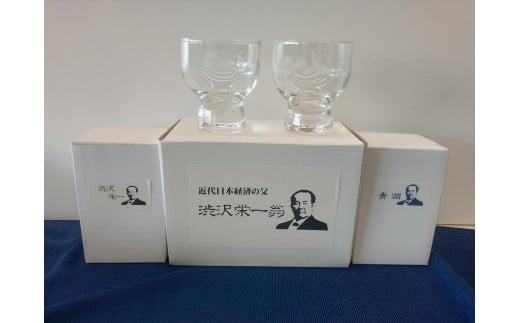 渋沢
栄一
近代日本経済の父
渋沢栄一翁
青淵